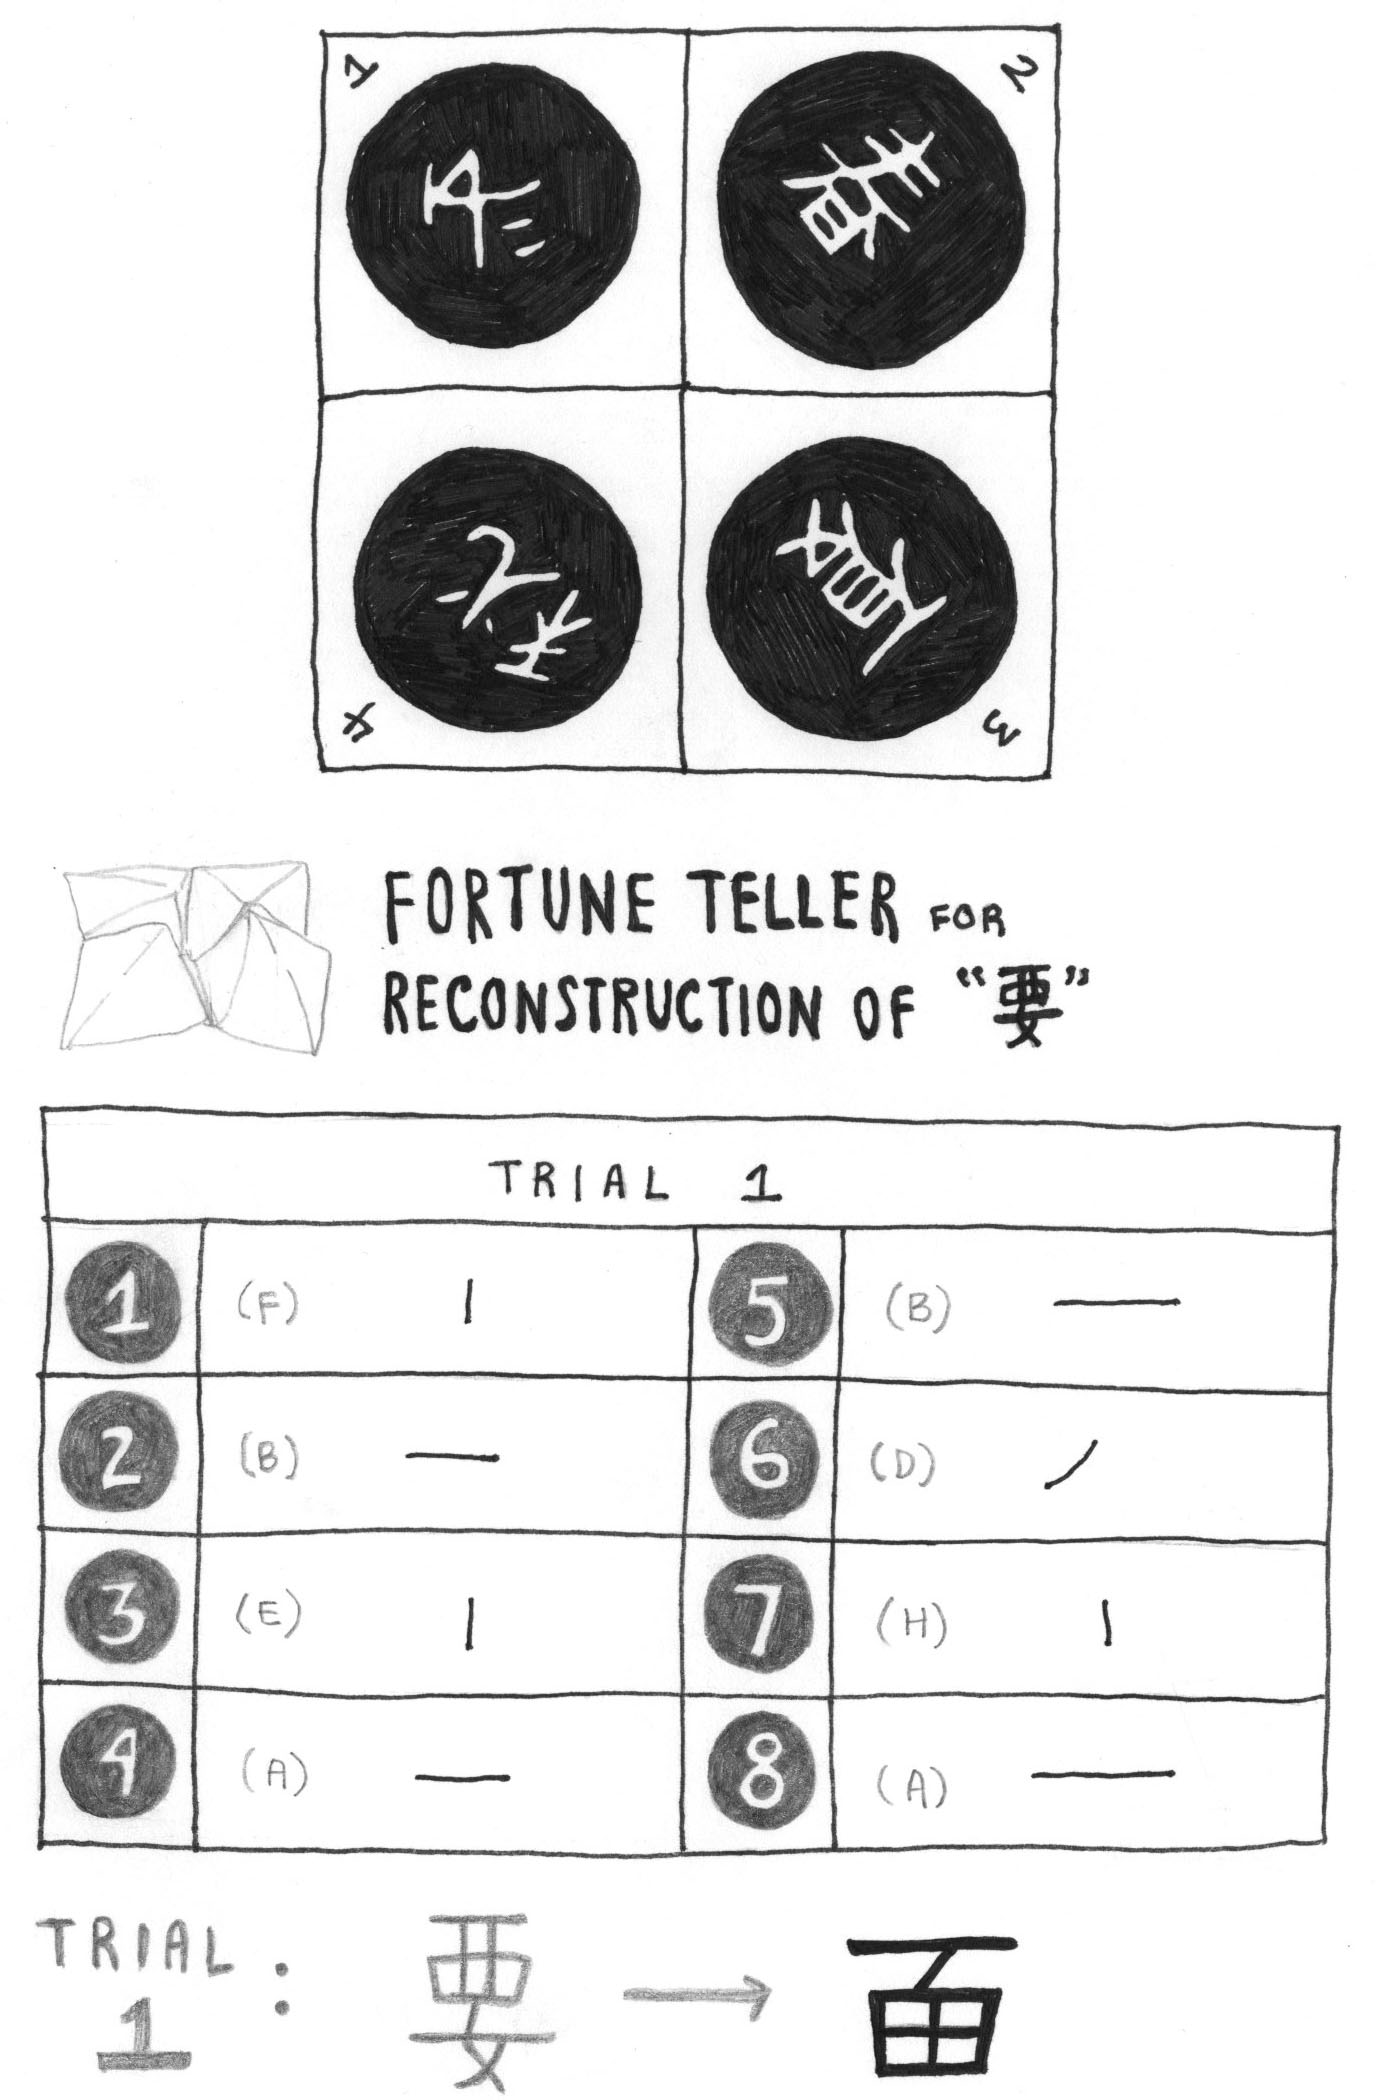 1
2
4
3
FORTUNE TELLER FOR
RECONSTRUCTION OF "要"
TRIAL 1
1 (F) 5 (B)
2 (B) 6 (D)
3 (E) 7 (H)
4 (A) 8 (A)
TRIAL
1 : 要 →